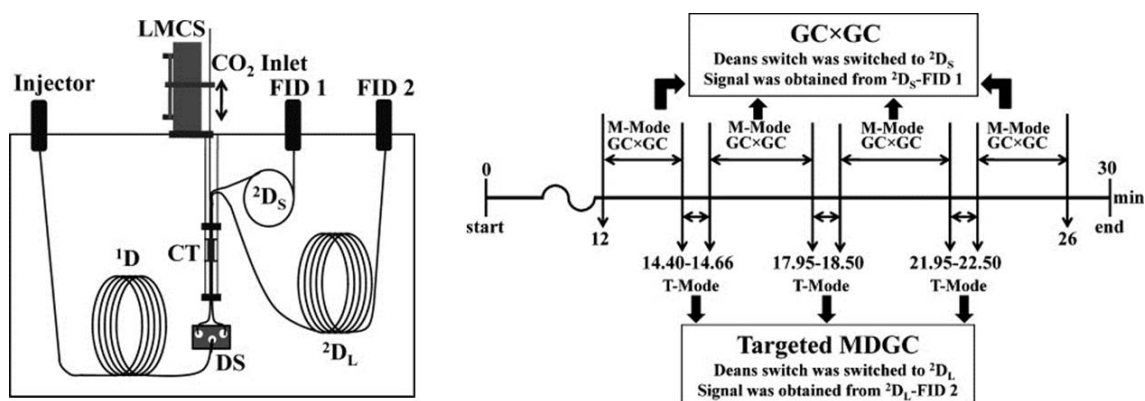 LMCS
CO₂ Inlet
Injector
FID 1
FID 2
²Dₛ
CT
¹D
²D_L
DS
GC×GC
Deans switch was switched to ²Dₛ
Signal was obtained from ²Dₛ-FID 1
M-Mode
GC×GC
M-Mode
GC×GC
M-Mode
GC×GC
M-Mode
GC×GC
0
start
30
min
end
12
26
14.40-14.66
T-Mode
17.95-18.50
T-Mode
21.95-22.50
T-Mode
Targeted MDGC
Deans switch was switched to ²D_L
Signal was obtained from ²D_L-FID 2